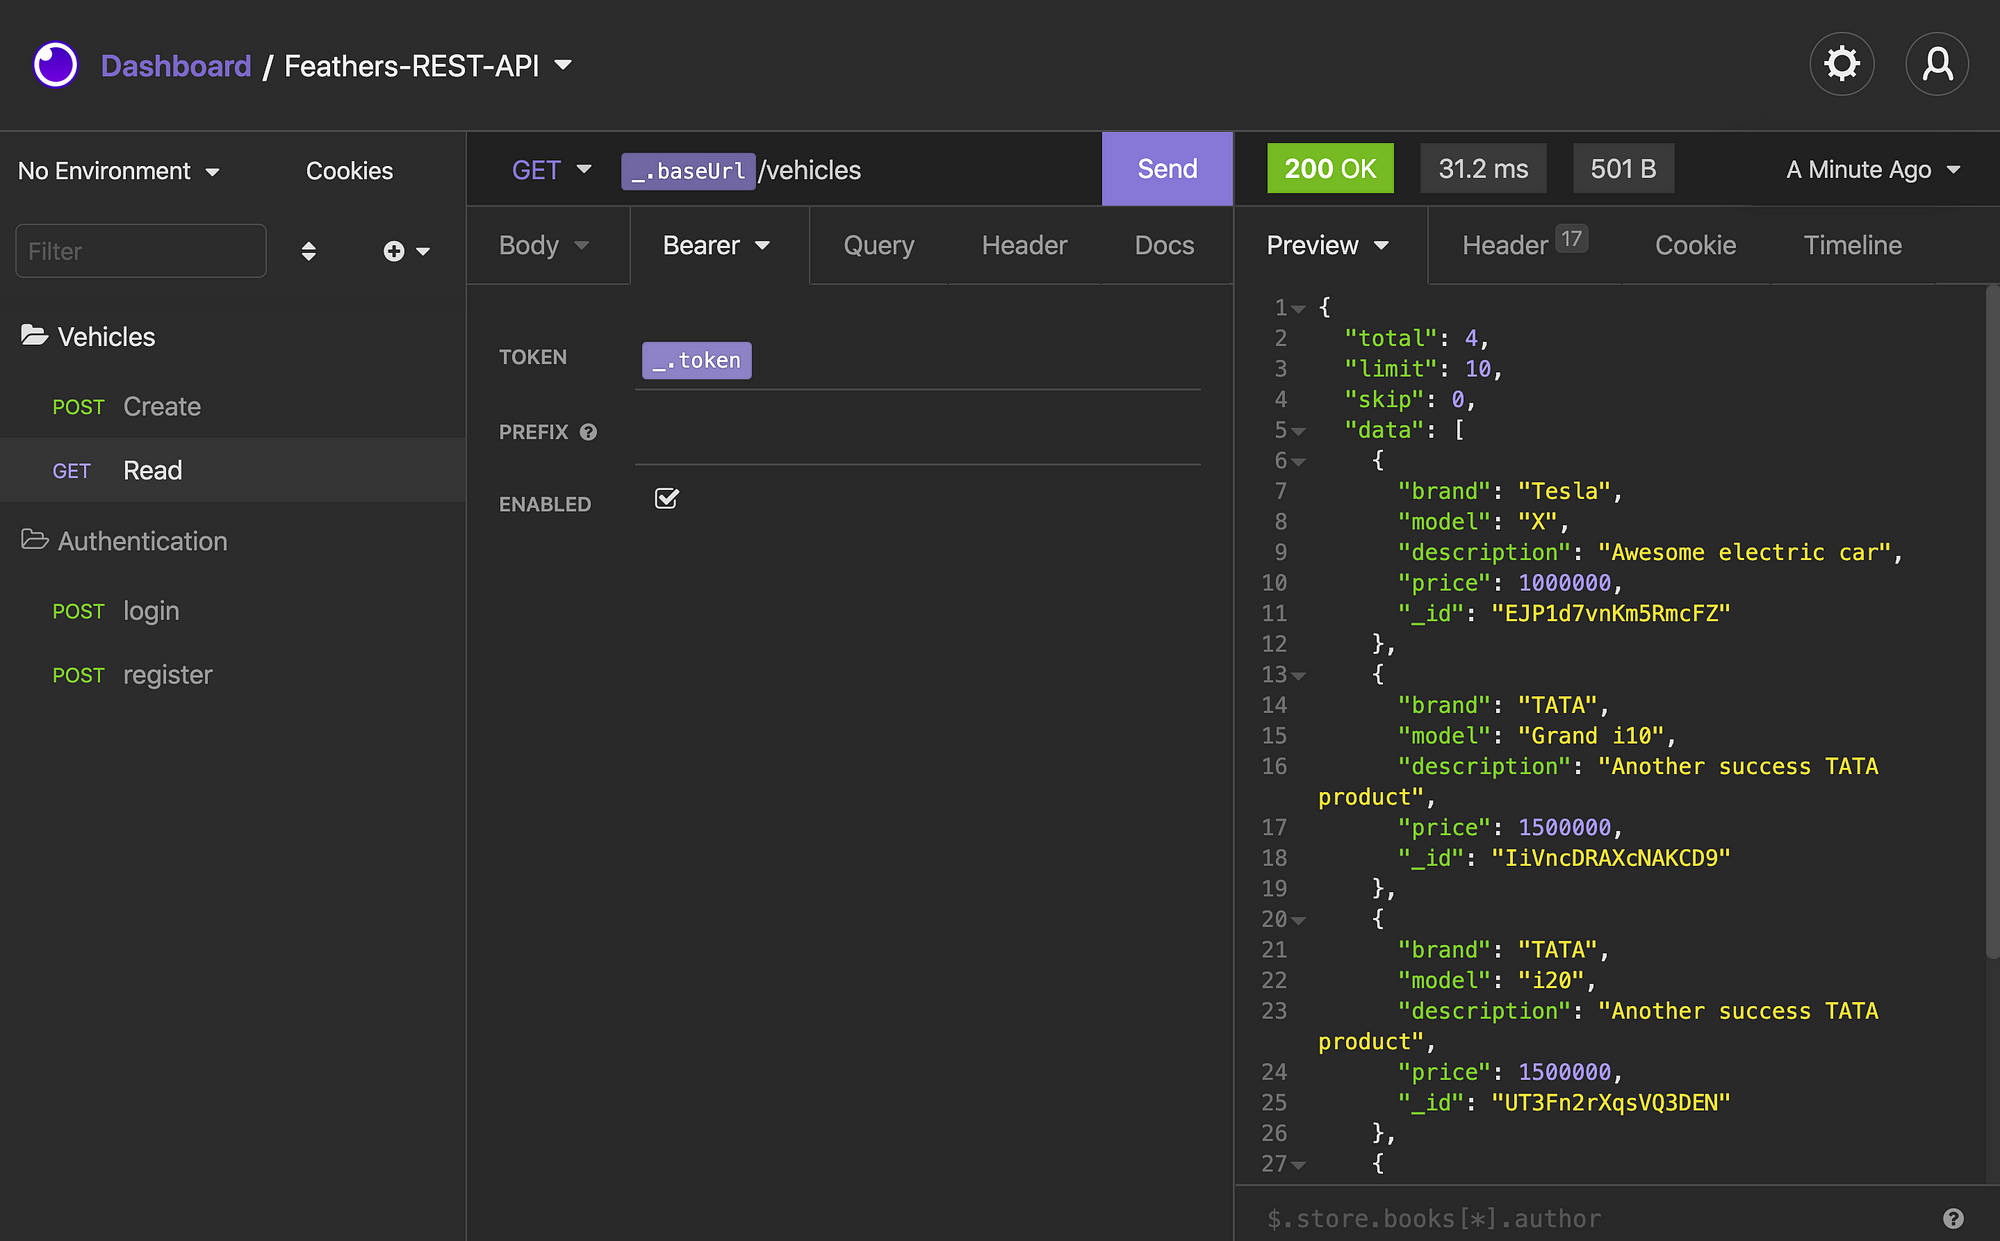 Dashboard / Feathers-REST-API
No Environment
Cookies
Filter
Vehicles
POST Create
GET Read
Authentication
POST login
POST register
GET _.baseUrl/vehicles Send
Body Bearer Query Header Docs
TOKEN _.token
PREFIX
ENABLED
200 OK 31.2 ms 501 B A Minute Ago
Preview Header 17 Cookie Timeline
1 {
2 "total": 4,
3 "limit": 10,
4 "skip": 0,
5 "data": [
6 {
7 "brand": "Tesla",
8 "model": "X",
9 "description": "Awesome electric car",
10 "price": 1000000,
11 "_id": "EJP1d7vnKm5RmcFZ"
12 },
13 {
14 "brand": "TATA",
15 "model": "Grand i10",
16 "description": "Another success TATA
product",
17 "price": 1500000,
18 "_id": "IiVncDRAXcNAKCD9"
19 },
20 {
21 "brand": "TATA",
22 "model": "i20",
23 "description": "Another success TATA
product",
24 "price": 1500000,
25 "_id": "UT3Fn2rXqsVQ3DEN"
26 },
27 {
$.store.books[*].author